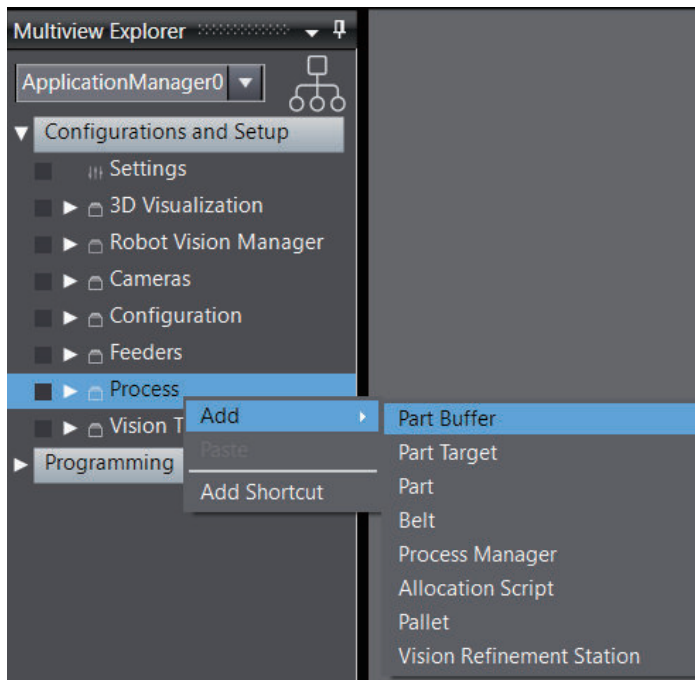 Multiview Explorer
ApplicationManager0
Configurations and Setup
Settings
3D Visualization
Robot Vision Manager
Cameras
Configuration
Feeders
Process
Vision T
Programming
Add
Paste
Add Shortcut
Part Buffer
Part Target
Part
Belt
Process Manager
Allocation Script
Pallet
Vision Refinement Station